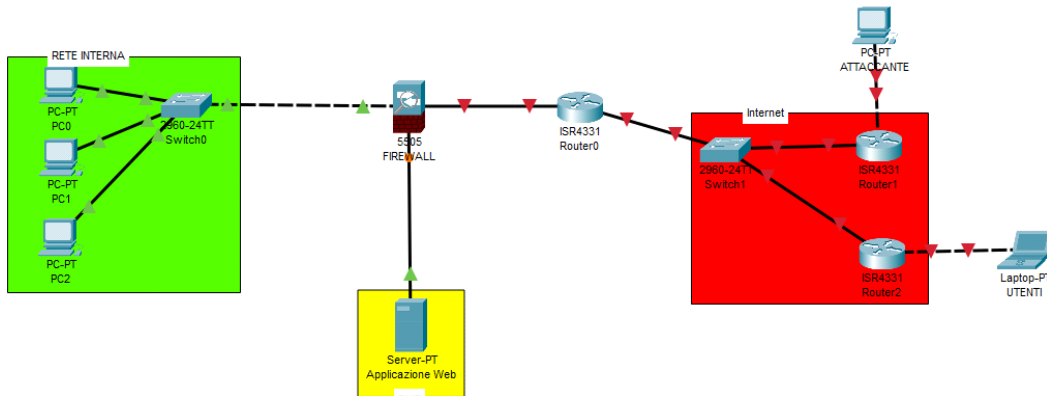 RETE INTERNA
PC-PT
PC0
2960-24TT
Switch0
PC-PT
PC1
PC-PT
PC2
5505
FIREWALL
Server-PT
Applicazione Web
ISR4331
Router0
Internet
2960-24TT
Switch1
PC-PT
ATTACCANTE
ISR4331
Router1
ISR4331
Router2
Laptop-PT
UTENTI